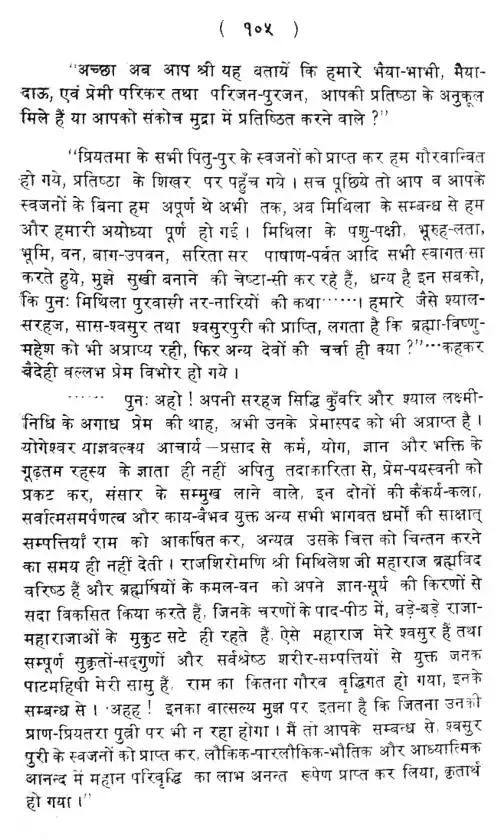 ( १०५ )
"अच्छा अब आप श्री यह बतायें कि हमारे भैया-भाभी, मैया-
दाऊ, एवं प्रेमी परिकर तथा परिजन-पुरजन, आपकी प्रतिष्ठा के अनुकूल
मिले हैं या आपको संकोच मुद्रा में प्रतिष्ठित करने वाले ?"
"प्रियतमा के सभी पितृ-पुर के स्वजनों को प्राप्त कर हम गौरवान्वित
हो गये, प्रतिष्ठा के शिखर पर पहुँच गये । सच पूछिये तो आप व आपके
स्वजनों के बिना हम अपूर्ण थे अभी तक, अब मिथिला के सम्बन्ध से हम
और हमारी अयोध्या पूर्ण हो गई । मिथिला के पशु-पक्षी, भूरुह-लता,
भूमि, वन, बाग-उपवन, सरिता सर पाषाण-पर्वत आदि सभी स्वागत सा
करते हुये, मुझे सुखी बनाने की चेष्टा-सी कर रहे हैं, धन्य है इन सबको,
कि पुनः मिथिला पुरवासी नर-नारियों की कथा······। हमारे जैसे श्याल-
सरहज, सास-श्वसुर तथा श्वसुरपुरी की प्राप्ति, लगता है कि ब्रह्मा-विष्णु-
महेश को भी अप्राप्य रही, फिर अन्य देवों की चर्चा ही क्या ?"···कहकर
बैदेही वल्लभ प्रेम विभोर हो गये ।
······ पुनः अहो ! अपनी सरहज सिद्धि कुँवरि और श्याल लक्ष्मी-
निधि के अगाध प्रेम की थाह, अभी उनके प्रेमास्पद को भी अप्राप्त है ।
योगेश्वर याज्ञवल्क्य आचार्य—प्रसाद से कर्म, योग, ज्ञान और भक्ति के
गूढ़तम रहस्य के ज्ञाता ही नहीं अपितु तदाकारिता से, प्रेम-पयस्वनी को
प्रकट कर, संसार के सम्मुख लाने वाले, इन दोनों की कैंकर्य-कला,
सर्वात्मसमर्पणत्व और काय-वैभव युक्त अन्य सभी भागवत धर्मों की साक्षात्
सम्पत्तियाँ राम को आकर्षित कर, अन्यत्र उसके चित्त को चिन्तन करने
का समय ही नहीं देती । राजशिरोमणि श्री मिथिलेश जी महाराज ब्रह्मविद
वरिष्ठ हैं और ब्रह्मर्षियों के कमल-वन को अपने ज्ञान-सूर्य की किरणों से
सदा विकसित किया करते हैं, जिनके चरणों के पाद-पीठ में, बड़े-बड़े राजा-
महाराजाओं के मुकुट सटे ही रहते हैं, ऐसे महाराज मेरे श्वसुर हैं तथा
सम्पूर्ण सुकृतों-सद्गुणों और सर्वश्रेष्ठ शरीर-सम्पत्तियों से युक्त जनक
पाटमहिषी मेरी सासु हैं, राम का कितना गौरव वृद्धिगत हो गया, इनके
सम्बन्ध से । अहह ! इनका वात्सल्य मुझ पर इतना है कि जितना उनकी
प्राण-प्रियतरा पुत्री पर भी न रहा होगा । मैं तो आपके सम्बन्ध से, श्वसुर
पुरी के स्वजनों को प्राप्त कर, लौकिक-पारलौकिक-भौतिक और आध्यात्मिक
आनन्द में महान परिवृद्धि का लाभ अनन्त रूपेण प्राप्त कर लिया, कृतार्थ
हो गया ।"